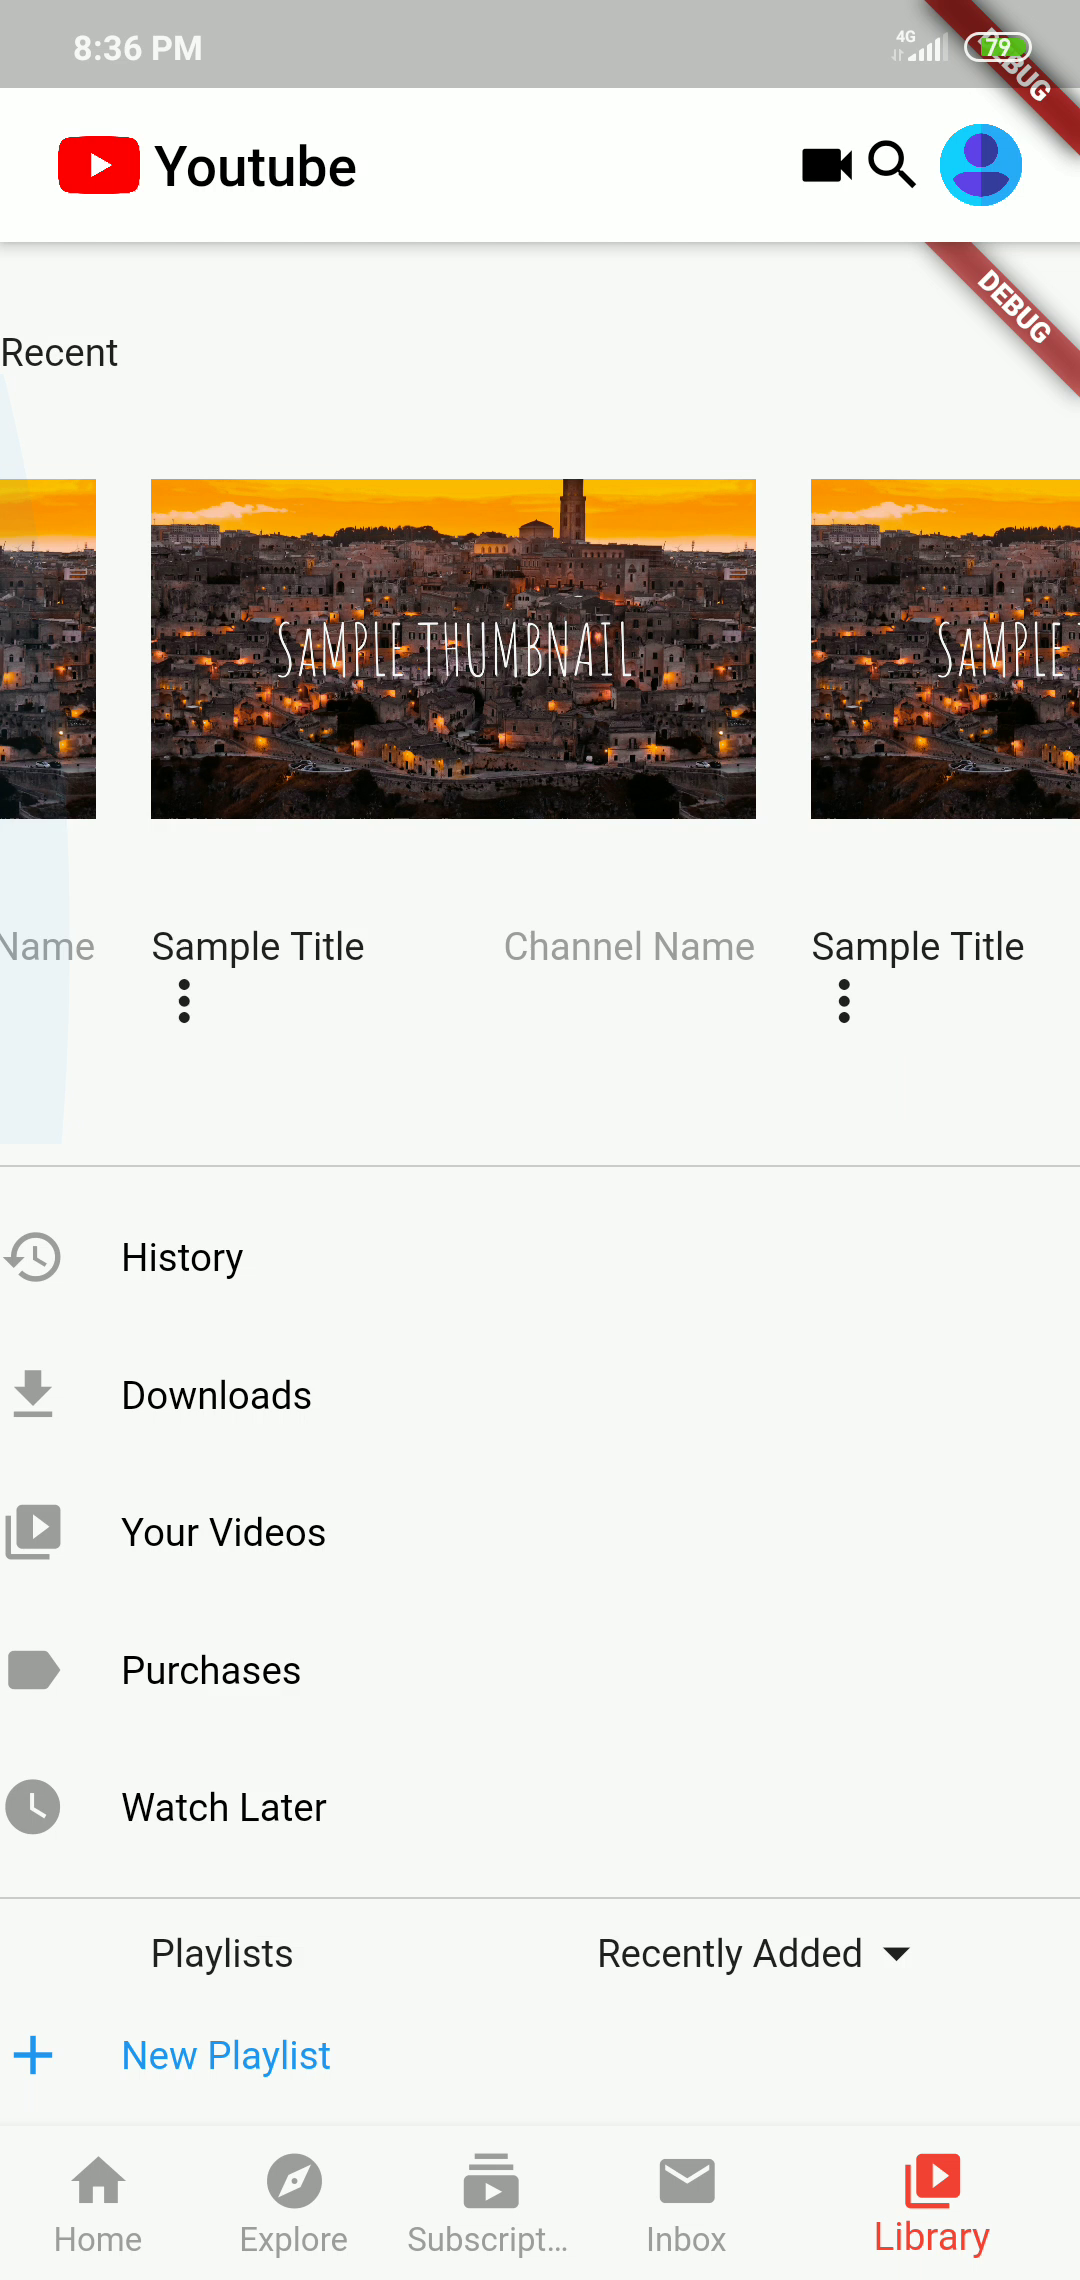 8:36 PM 4G 79
DEBUG
Youtube
DEBUG
Recent
SAMPLE THUMBNAIL SAMPLE
Name Sample Title Channel Name Sample Title
History
Downloads
Your Videos
Purchases
Watch Later
Playlists Recently Added
New Playlist
Home Explore Subscript... Inbox Library